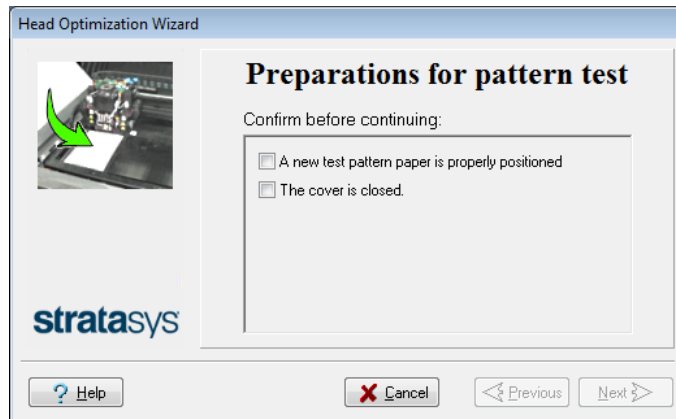 Head Optimization Wizard
Preparations for pattern test
Confirm before continuing:
A new test pattern paper is properly positioned
The cover is closed.
stratasys
Help
Cancel
Previous
Next